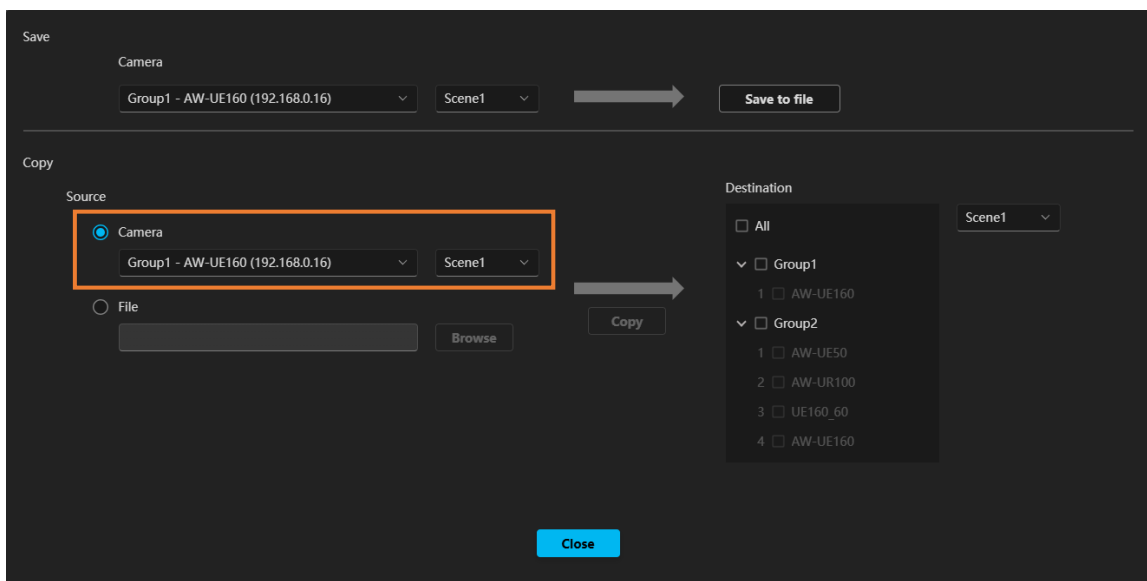 Save
Camera
Group1 - AW-UE160 (192.168.0.16) Scene1 Save to file
Copy
Source
Camera
Group1 - AW-UE160 (192.168.0.16) Scene1
File
Browse
Copy
Destination
All Scene1
Group1
1 AW-UE160
Group2
1 AW-UE50
2 AW-UR100
3 UE160_60
4 AW-UE160
Close